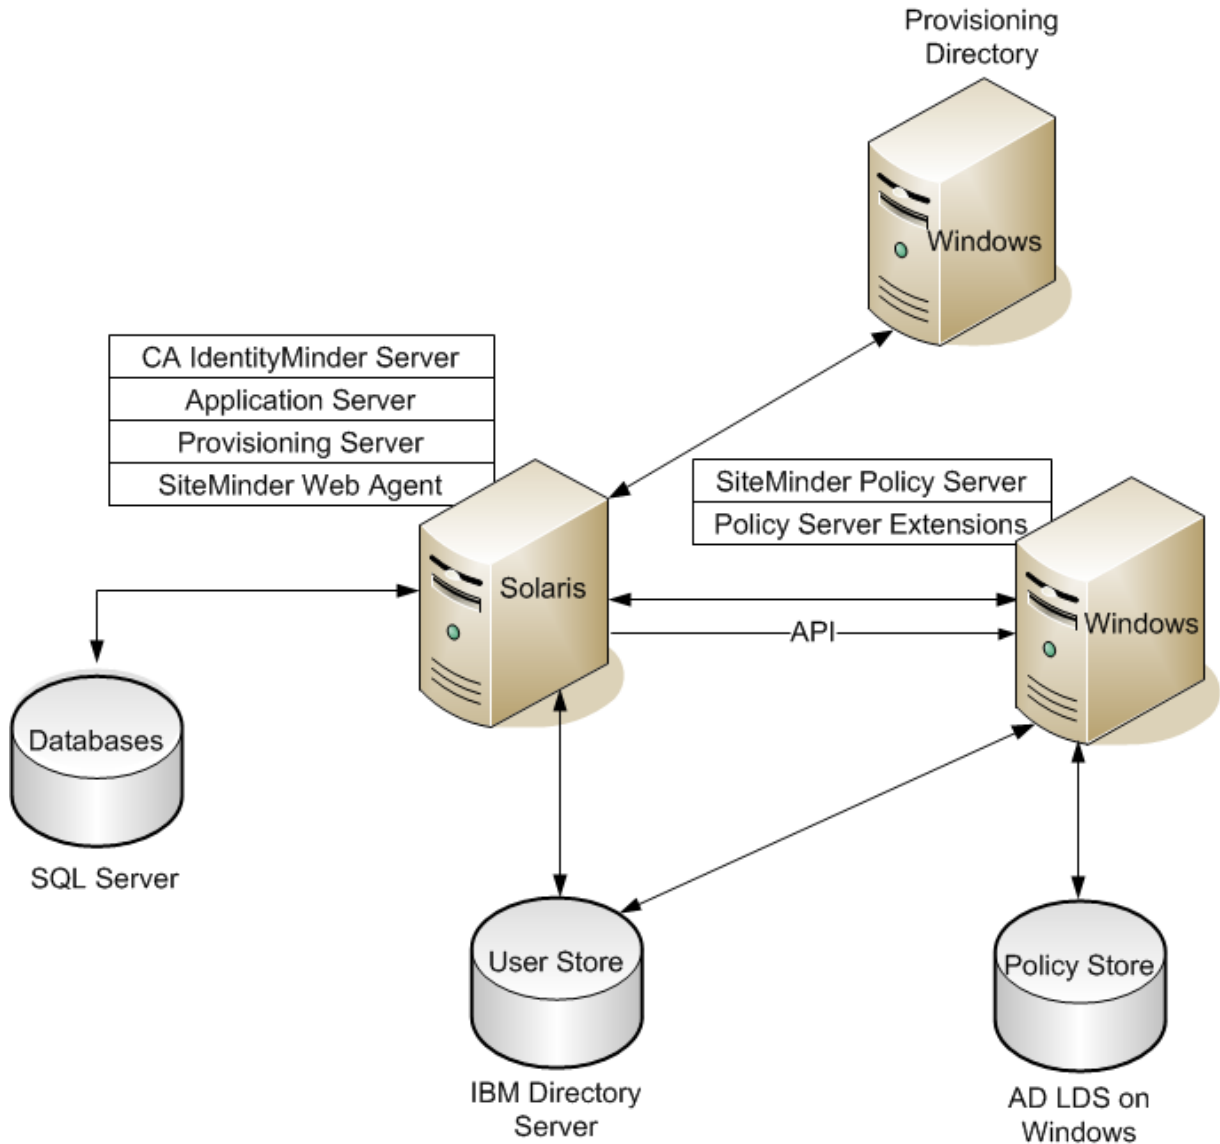 Provisioning
Directory
Windows
CA IdentityMinder Server
Application Server
Provisioning Server
SiteMinder Web Agent
SiteMinder Policy Server
Policy Server Extensions
Solaris
API
Windows
Databases
SQL Server
User Store
IBM Directory
Server
Policy Store
AD LDS on
Windows